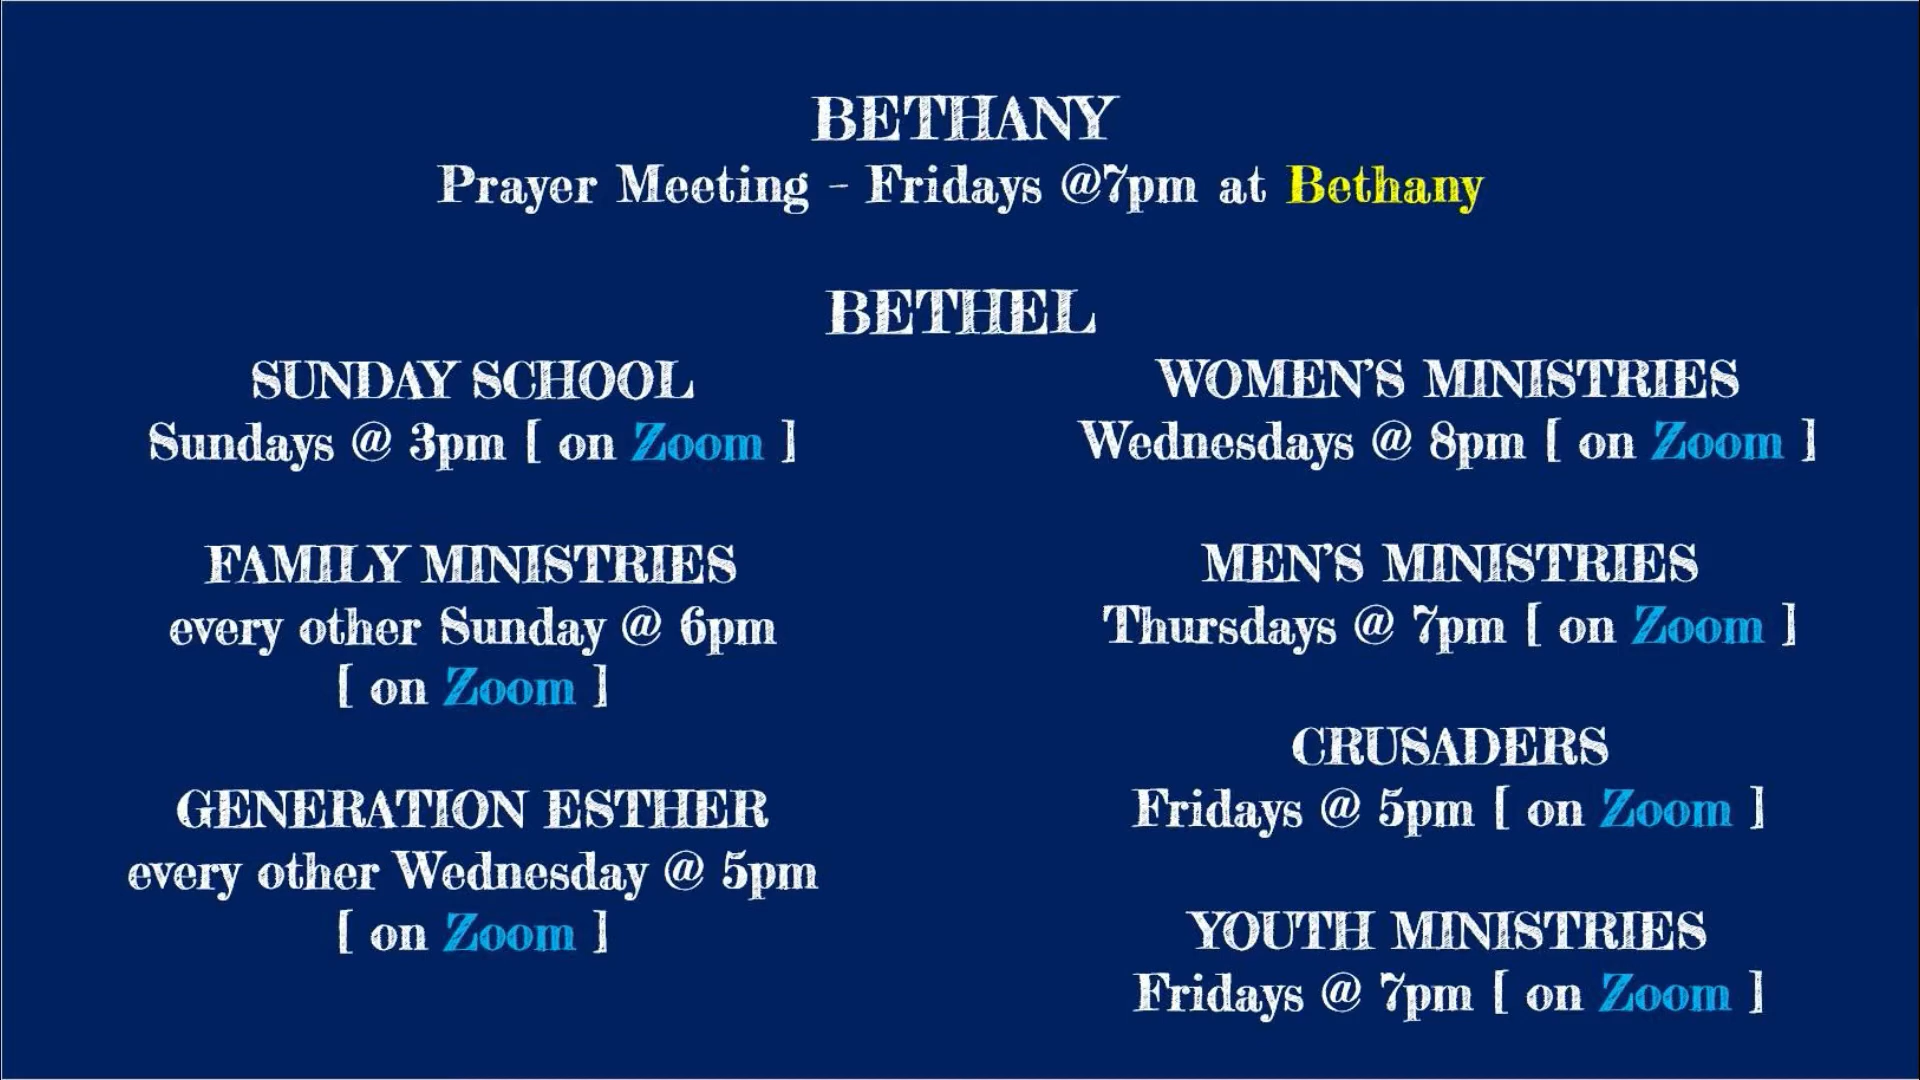 BETHANY
Prayer Meeting - Fridays @7pm at Bethany
BETHEL
SUNDAY SCHOOL
Sundays @ 3pm [ on Zoom ]
FAMILY MINISTRIES
every other Sunday @ 6pm
[ on Zoom ]
GENERATION ESTHER
every other Wednesday @ 5pm
[ on Zoom ]
WOMEN'S MINISTRIES
Wednesdays @ 8pm [ on Zoom ]
MEN'S MINISTRIES
Thursdays @ 7pm [ on Zoom ]
CRUSADERS
Fridays @ 5pm [ on Zoom ]
YOUTH MINISTRIES
Fridays @ 7pm [ on Zoom ]